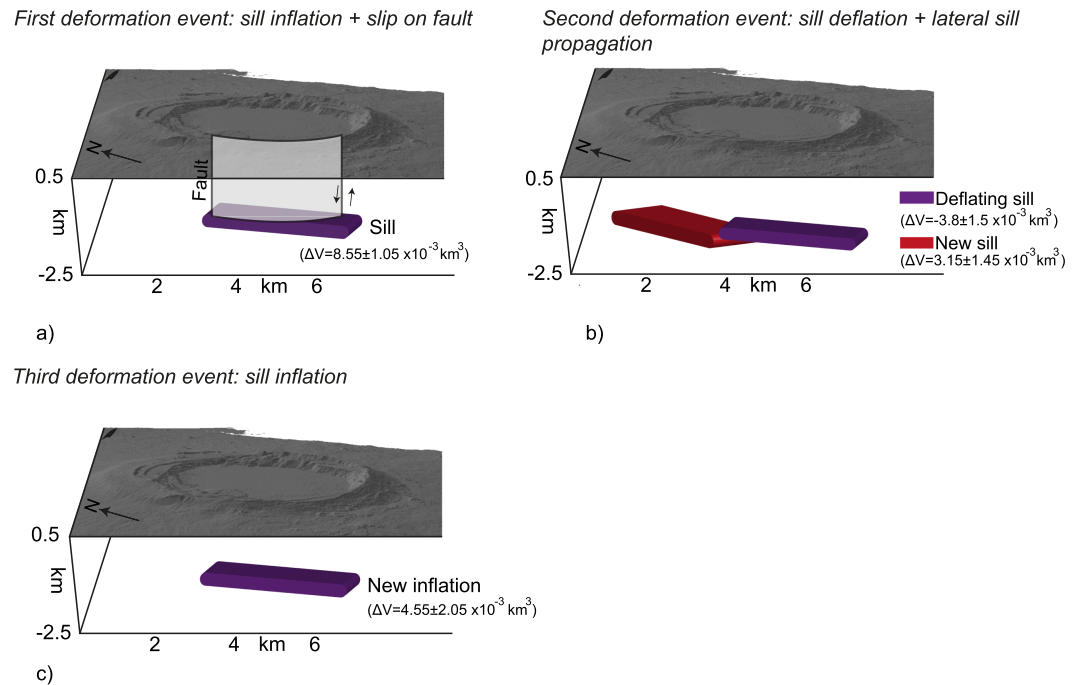 First deformation event: sill inflation + slip on fault
N
Fault
0.5
km
-2.5
Sill
(ΔV=8.55±1.05 x10⁻³ km³)
2 4 km 6
a)
Second deformation event: sill deflation + lateral sill
propagation
N
0.5
km
-2.5
Deflating sill
(ΔV=-3.8±1.5 x10⁻³ km³)
New sill
(ΔV=3.15±1.45 x10⁻³ km³)
2 4 km 6
b)
Third deformation event: sill inflation
N
0.5
km
-2.5
New inflation
(ΔV=4.55±2.05 x10⁻³ km³)
2 4 km 6
c)